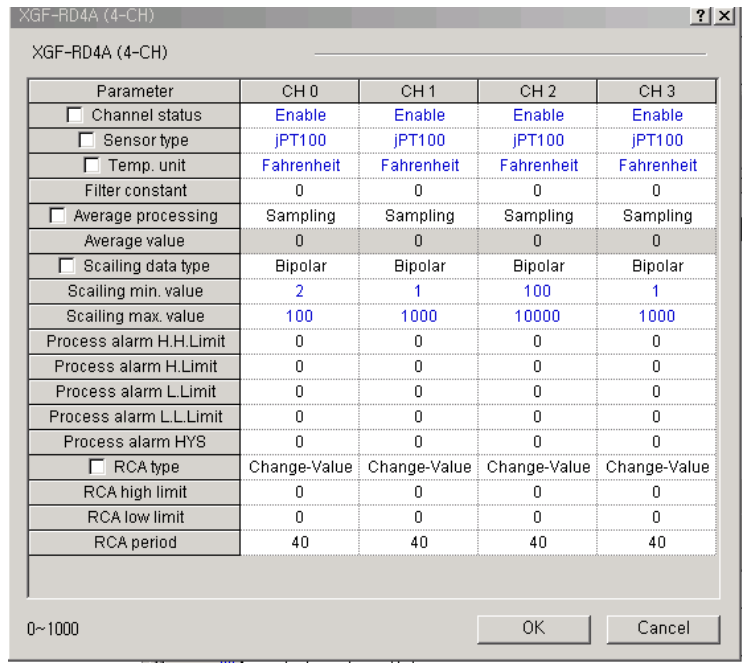 XGF-RD4A (4-CH)
XGF-RD4A (4-CH)
Parameter CH 0 CH 1 CH 2 CH 3
Channel status Enable Enable Enable Enable
Sensor type jPT100 jPT100 jPT100 jPT100
Temp. unit Fahrenheit Fahrenheit Fahrenheit Fahrenheit
Filter constant 0 0 0 0
Average processing Sampling Sampling Sampling Sampling
Average value 0 0 0 0
Scailing data type Bipolar Bipolar Bipolar Bipolar
Scailing min. value 2 1 100 1
Scailing max. value 100 1000 10000 1000
Process alarm H.H.Limit 0 0 0 0
Process alarm H.Limit 0 0 0 0
Process alarm L.Limit 0 0 0 0
Process alarm L.L.Limit 0 0 0 0
Process alarm HYS 0 0 0 0
RCA type Change-Value Change-Value Change-Value Change-Value
RCA high limit 0 0 0 0
RCA low limit 0 0 0 0
RCA period 40 40 40 40
0~1000 OK Cancel